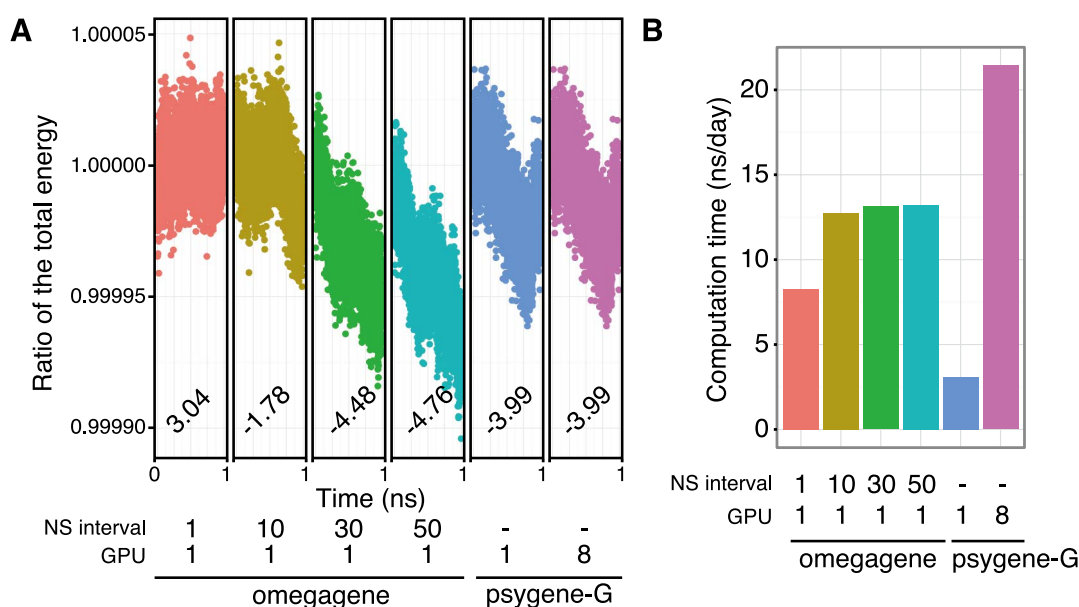 A
Ratio of the total energy
1.00005
1.00000
0.99995
0.99990
3.04 -1.78 -4.48 -4.76 -3.99 -3.99
0 1 1 1 1 1 1
Time (ns)
NS interval 1 10 30 50 - -
GPU 1 1 1 1 1 8
omegagene psygene-G
B
Computation time (ns/day)
20
15
10
5
0
NS interval 1 10 30 50 - -
GPU 1 1 1 1 1 8
omegagene psygene-G